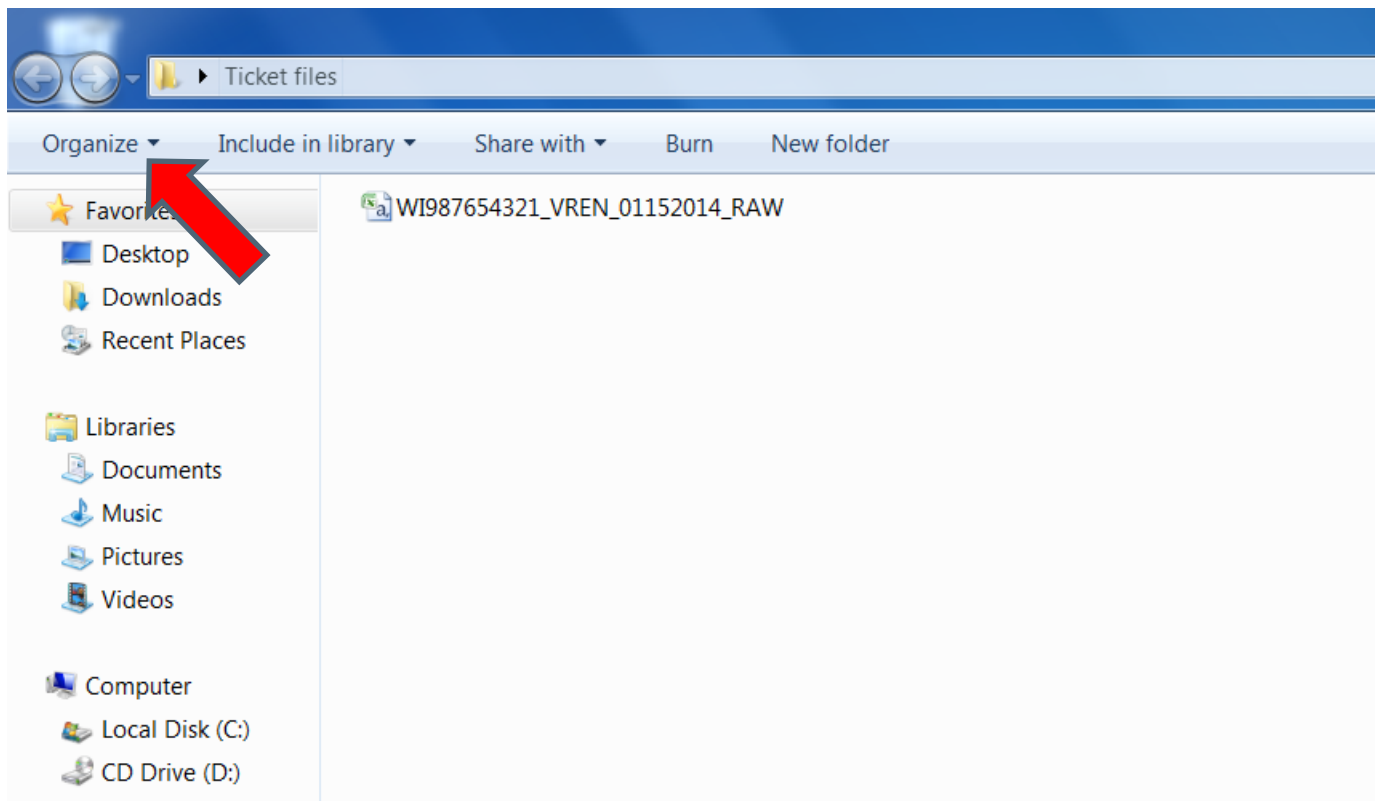 Ticket files
Organize Include in library Share with Burn New folder
Desktop
Downloads
Recent Places
Libraries
Documents
Music
Pictures
Videos
Computer
Local Disk (C:)
CD Drive (D:)
WI987654321_VREN_01152014_RAW